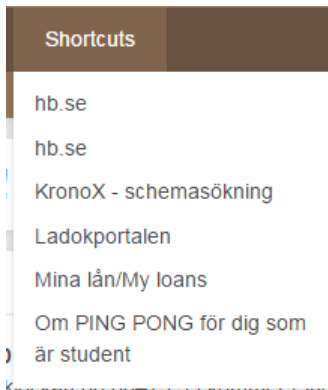 Shortcuts
hb.se
hb.se
KronoX - schemasökning
Ladokportalen
Mina lån/My loans
Om PING PONG för dig som
är student